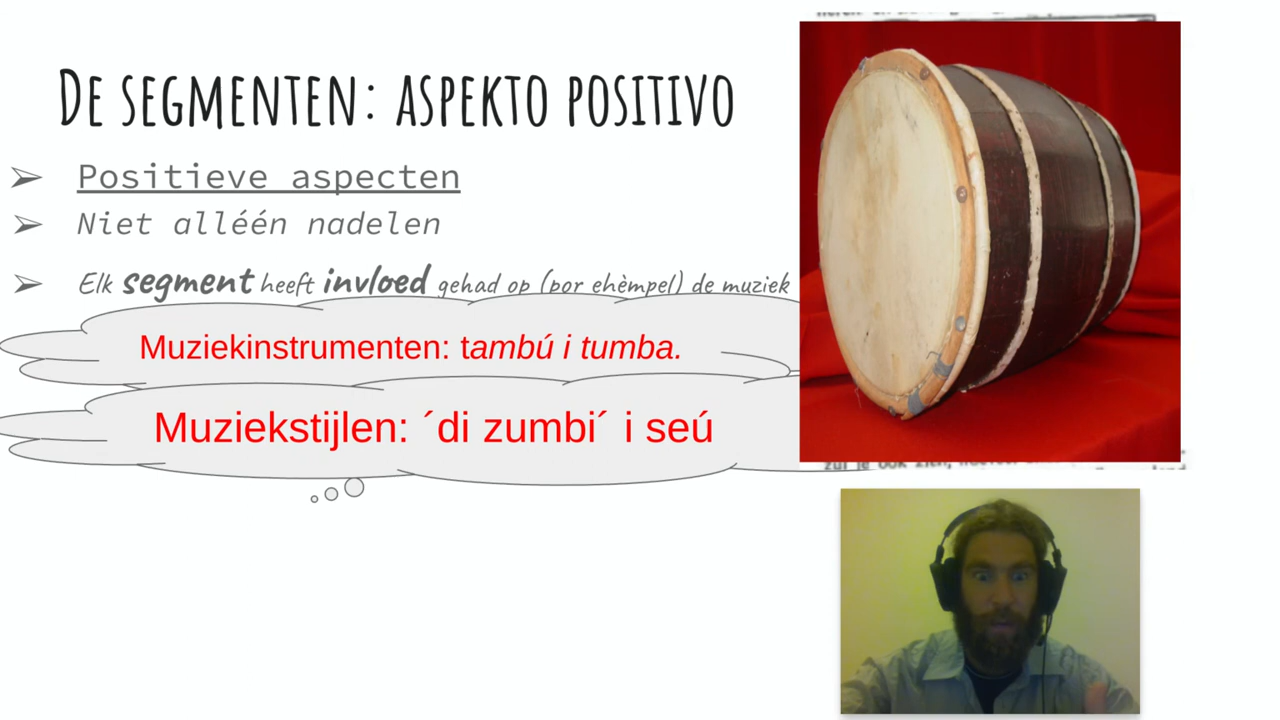 De segmenten: aspekto positivo
➢ Positieve aspecten
➢ Niet alléén nadelen
➢ Elk segment heeft invloed gehad op (por ehèmpel) de muziek
Muziekinstrumenten: tambú i tumba.
Muziekstijlen: ´di zumbi´ i seú